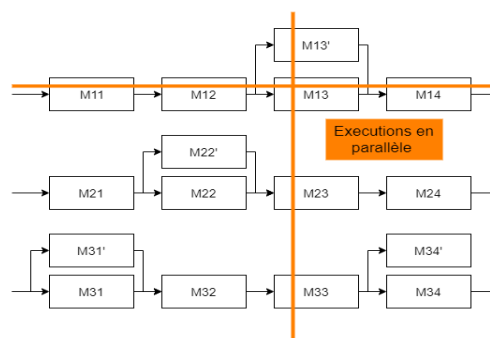 M13'
M11
M12
M13
M14
Executions en
parallèle
M22'
M21
M22
M23
M24
M31'
M34'
M31
M32
M33
M34